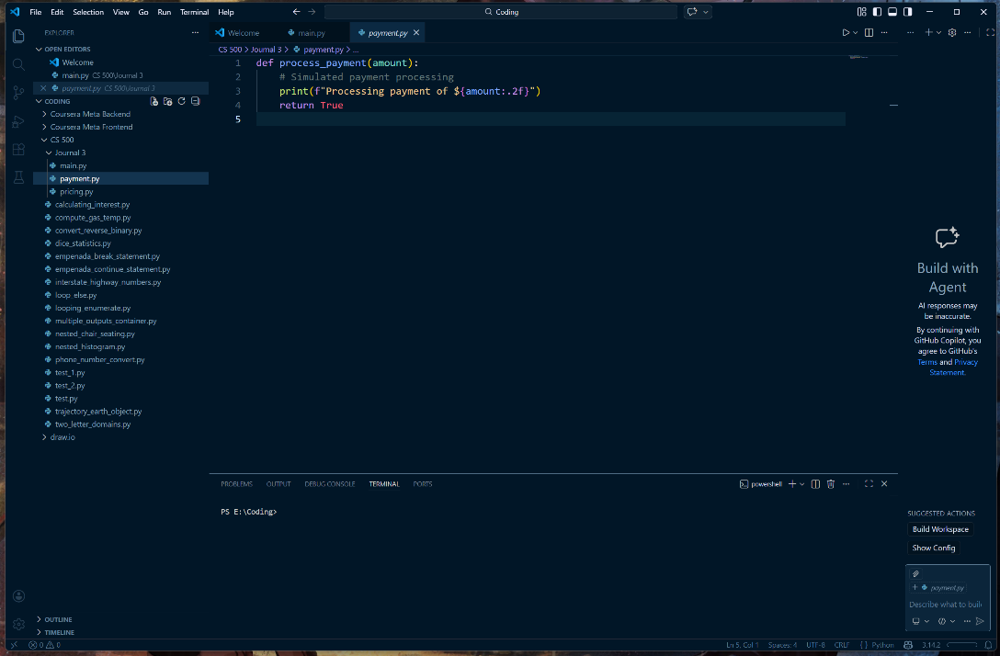 File Edit Selection View Go Run Terminal Help
Coding
EXPLORER
OPEN EDITORS
Welcome
main.py CS 500\Journal 3
payment.py CS 500\Journal 3
CODING
Coursera Meta Backend
Coursera Meta Frontend
CS 500
Journal 3
main.py
payment.py
pricing.py
calculating_interest.py
compute_gas_temp.py
convert_reverse_binary.py
dice_statistics.py
empenada_break_statement.py
empenada_continue_statement.py
interstate_highway_numbers.py
loop_else.py
looping_enumerate.py
multiple_outputs_container.py
nested_chair_seating.py
nested_histogram.py
phone_number_convert.py
test_1.py
test_2.py
test.py
trajectory_earth_object.py
two_letter_domains.py
draw.io
OUTLINE
TIMELINE
Welcome main.py payment.py
CS 500 > Journal 3 > payment.py > ...
1 def process_payment(amount):
2 # Simulated payment processing
3 print(f"Processing payment of ${amount:.2f}")
4 return True
5
PROBLEMS OUTPUT DEBUG CONSOLE TERMINAL PORTS
powershell
PS E:\Coding>
Build with
Agent
AI responses may
be inaccurate.
By continuing with
GitHub Copilot, you
agree to GitHub's
Terms and Privacy
Statement.
SUGGESTED ACTIONS
Build Workspace
Show Config
payment.py
Describe what to build
0 0
Ln 5, Col 1 Spaces: 4 UTF-8 CRLF {} Python 3.14.2